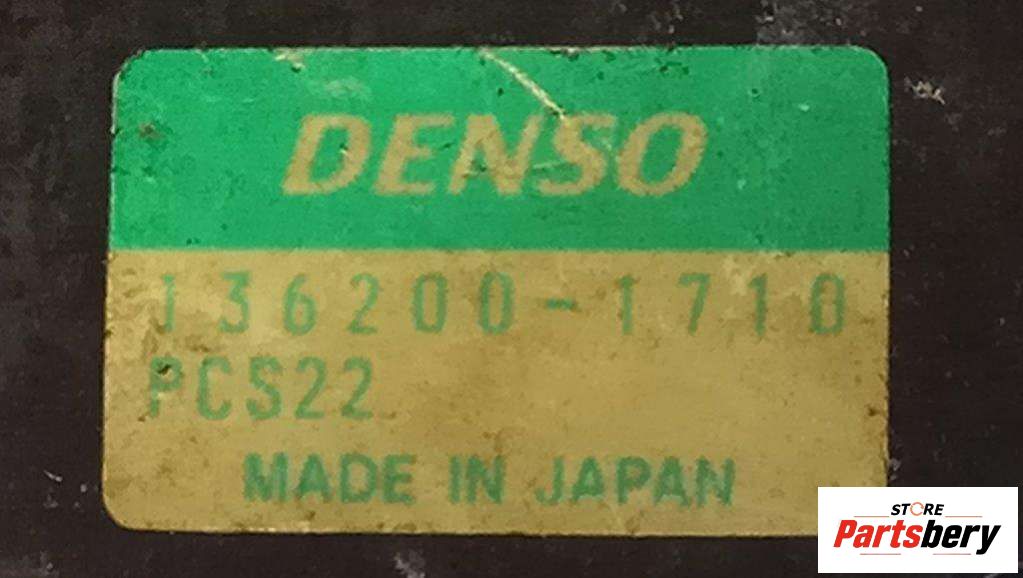 DENSO
136200-1710
PCS22
MADE IN JAPAN
STORE
Partsbery